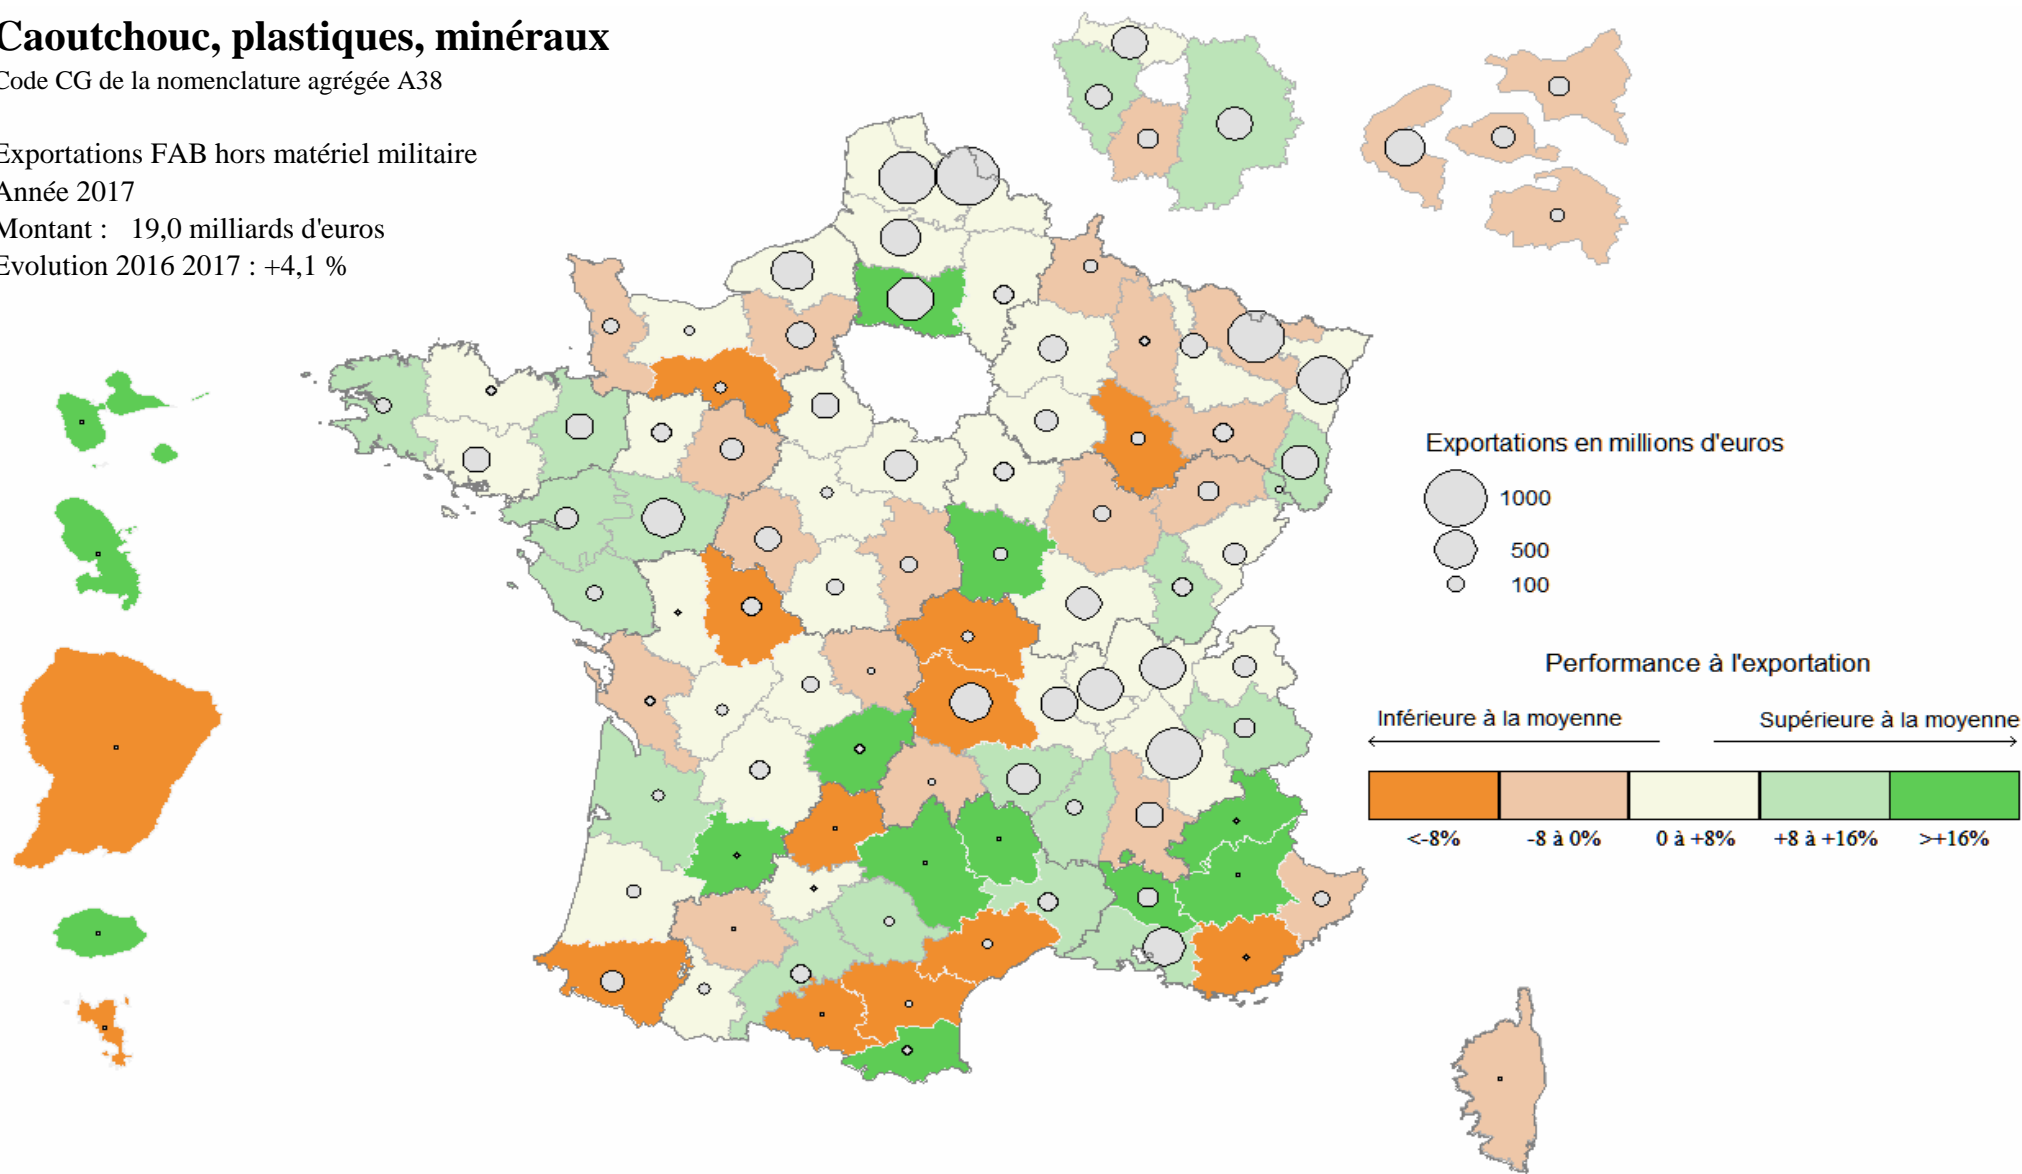 Caoutchouc, plastiques, minéraux
Code CG de la nomenclature agrégée A38
Exportations FAB hors matériel militaire
Année 2017
Montant : 19,0 milliards d'euros
Evolution 2016 2017 : +4,1 %
Exportations en millions d'euros
1000
500
100
Performance à l'exportation
Inférieure à la moyenne Supérieure à la moyenne
<-8% -8 à 0% 0 à +8% +8 à +16% >+16%